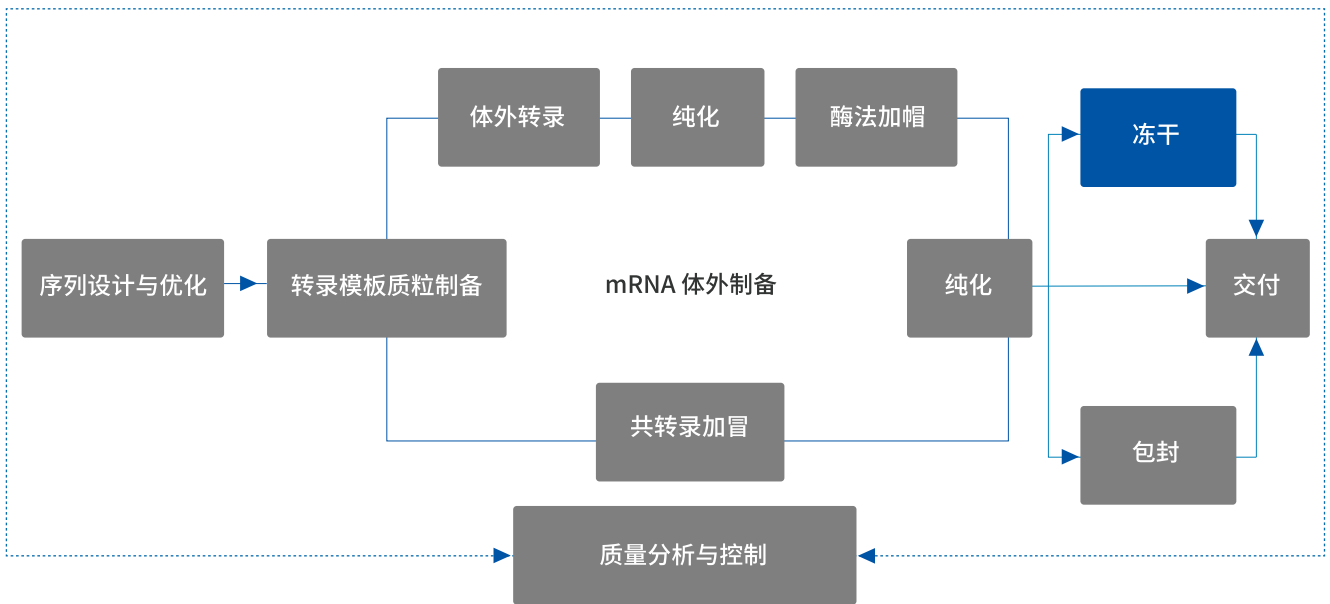 体外转录
纯化
酶法加帽
冻干
序列设计与优化
转录模板质粒制备
mRNA 体外制备
纯化
交付
共转录加冒
包封
质量分析与控制